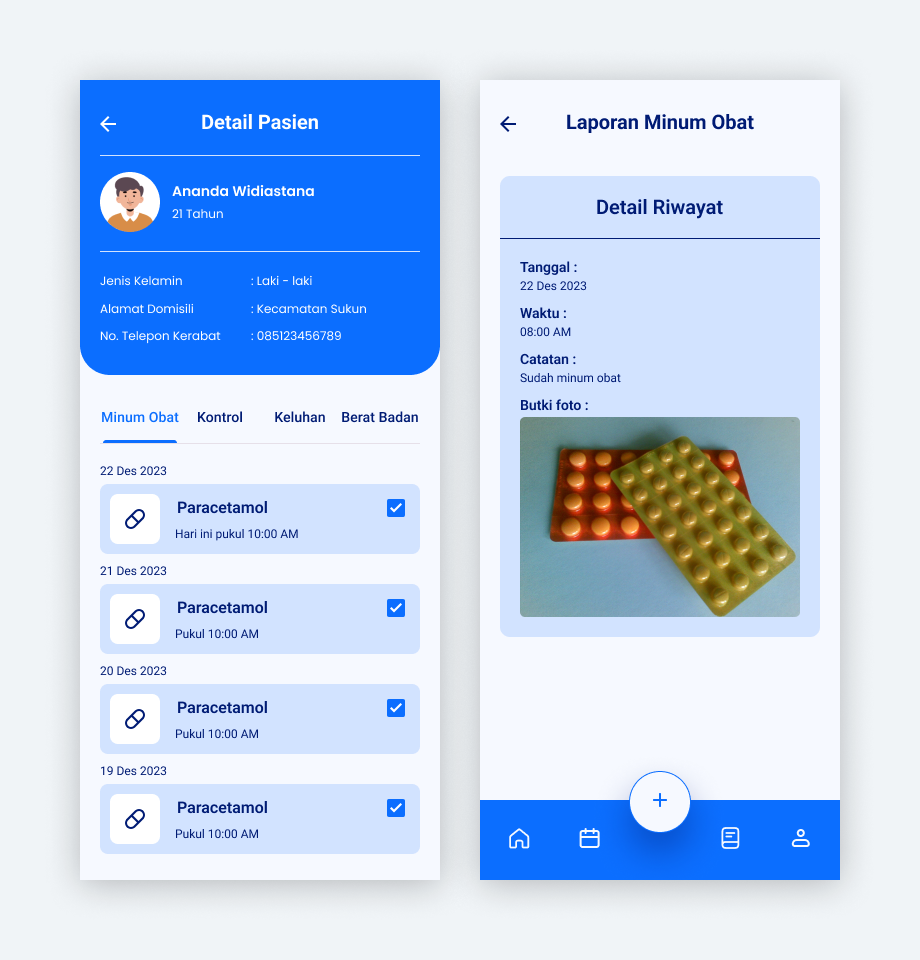 Detail Pasien
Ananda Widiastana
21 Tahun
Jenis Kelamin : Laki - laki
Alamat Domisili : Kecamatan Sukun
No. Telepon Kerabat : 085123456789
Minum Obat Kontrol Keluhan Berat Badan
22 Des 2023
Paracetamol
Hari ini pukul 10:00 AM
21 Des 2023
Paracetamol
Pukul 10:00 AM
20 Des 2023
Paracetamol
Pukul 10:00 AM
19 Des 2023
Paracetamol
Pukul 10:00 AM
Laporan Minum Obat
Detail Riwayat
Tanggal :
22 Des 2023
Waktu :
08:00 AM
Catatan :
Sudah minum obat
Butki foto :